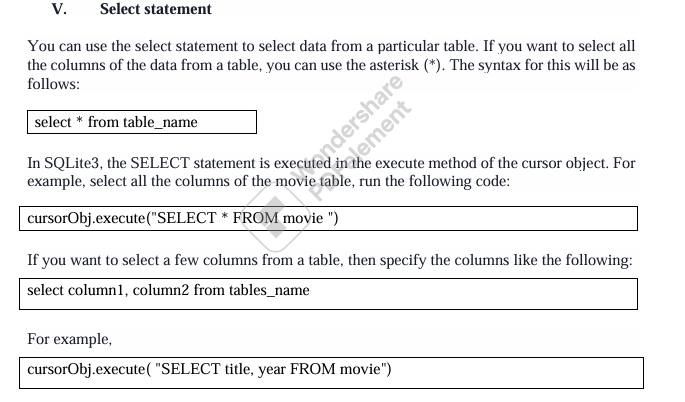 V. Select statement
You can use the select statement to select data from a particular table. If you want to select all
the columns of the data from a table, you can use the asterisk (*). The syntax for this will be as
follows:
select * from table_name
In SQLite3, the SELECT statement is executed in the execute method of the cursor object. For
example, select all the columns of the movie table, run the following code:
cursorObj.execute("SELECT * FROM movie ")
If you want to select a few columns from a table, then specify the columns like the following:
select column1, column2 from tables_name
For example,
cursorObj.execute( "SELECT title, year FROM movie")
Wondershare
PDFelement